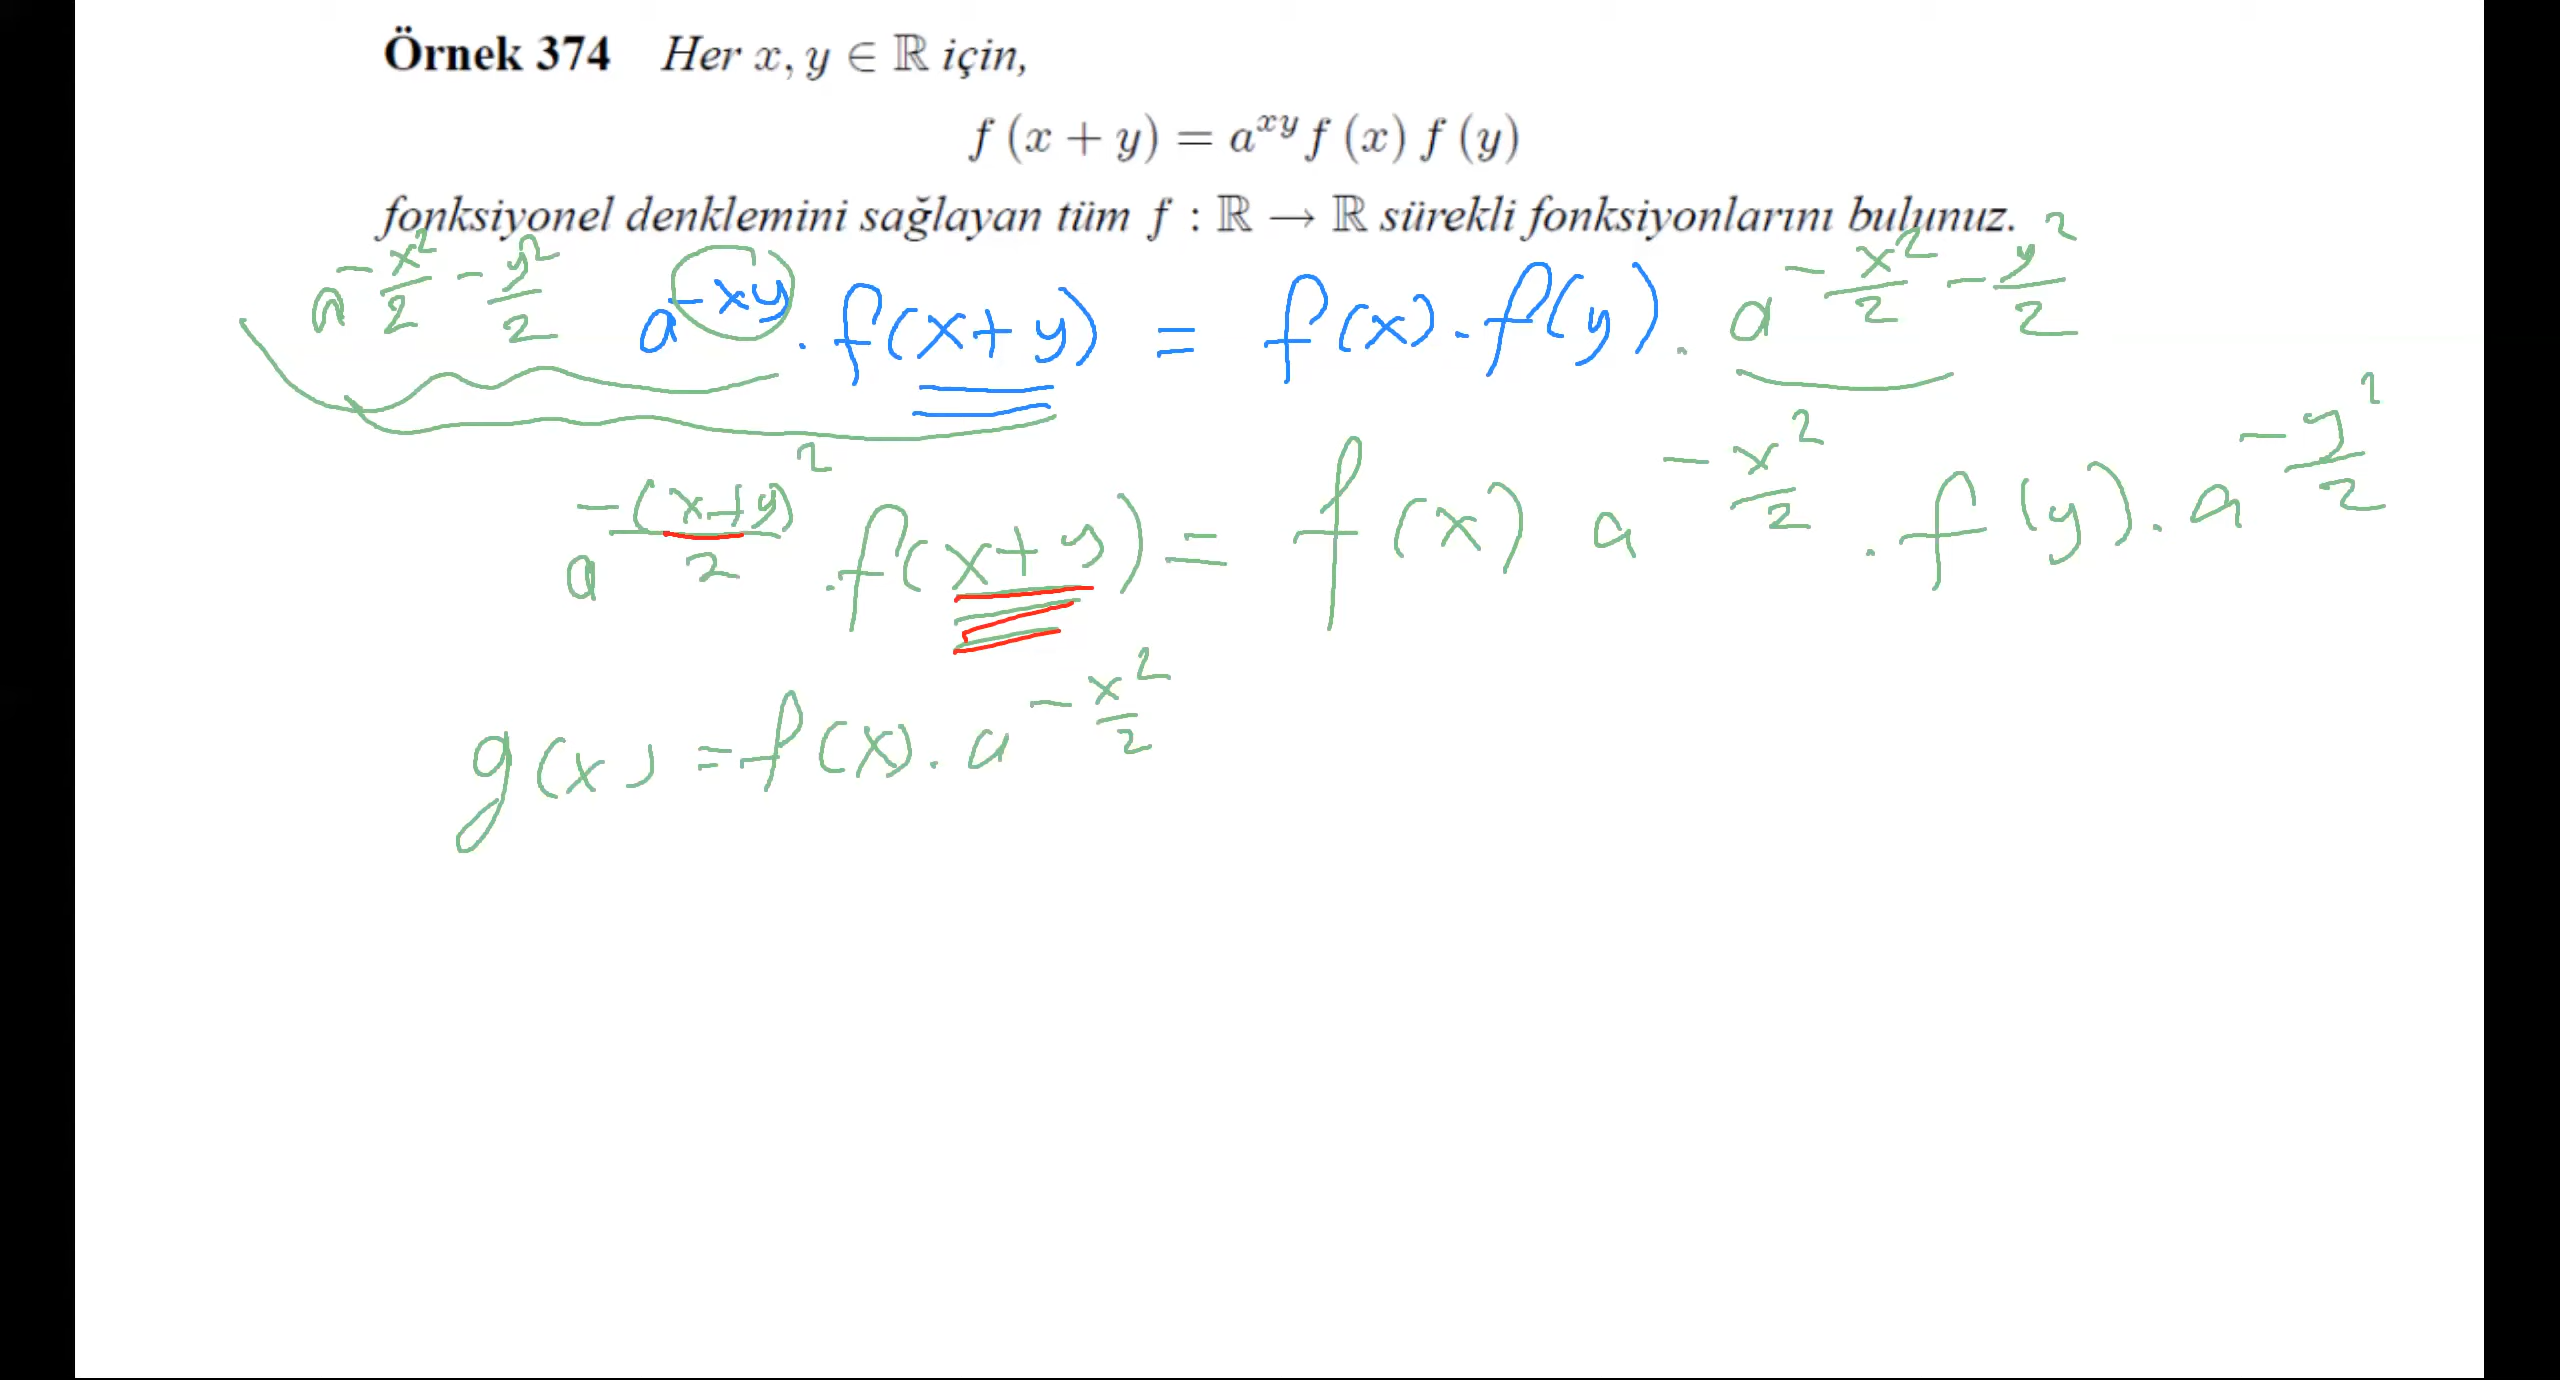 Örnek 374 Her x, y ∈ ℝ için,
f (x + y) = a^{xy} f (x) f (y)
fonksiyonel denklemini sağlayan tüm f : ℝ → ℝ sürekli fonksiyonlarını bulunuz.
a^{-x²/2 - y²/2} a^{-xy} . f(x+y) = f(x) . f(y) . a^{-x²/2 - y²/2}
a^{-(x+y)²/2} . f(x+y) = f(x) a^{-x²/2} . f(y) . a^{-y²/2}
g(x) = f(x) . a^{-x²/2}